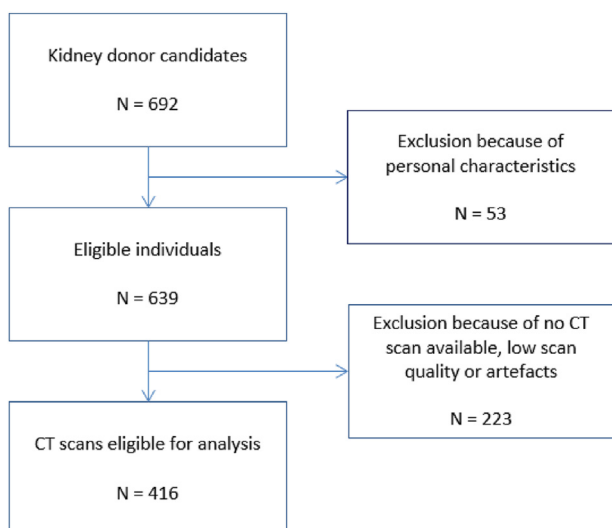 Kidney donor candidates
N = 692
Exclusion because of
personal characteristics
N = 53
Eligible individuals
N = 639
Exclusion because of no CT
scan available, low scan
quality or artefacts
N = 223
CT scans eligible for analysis
N = 416